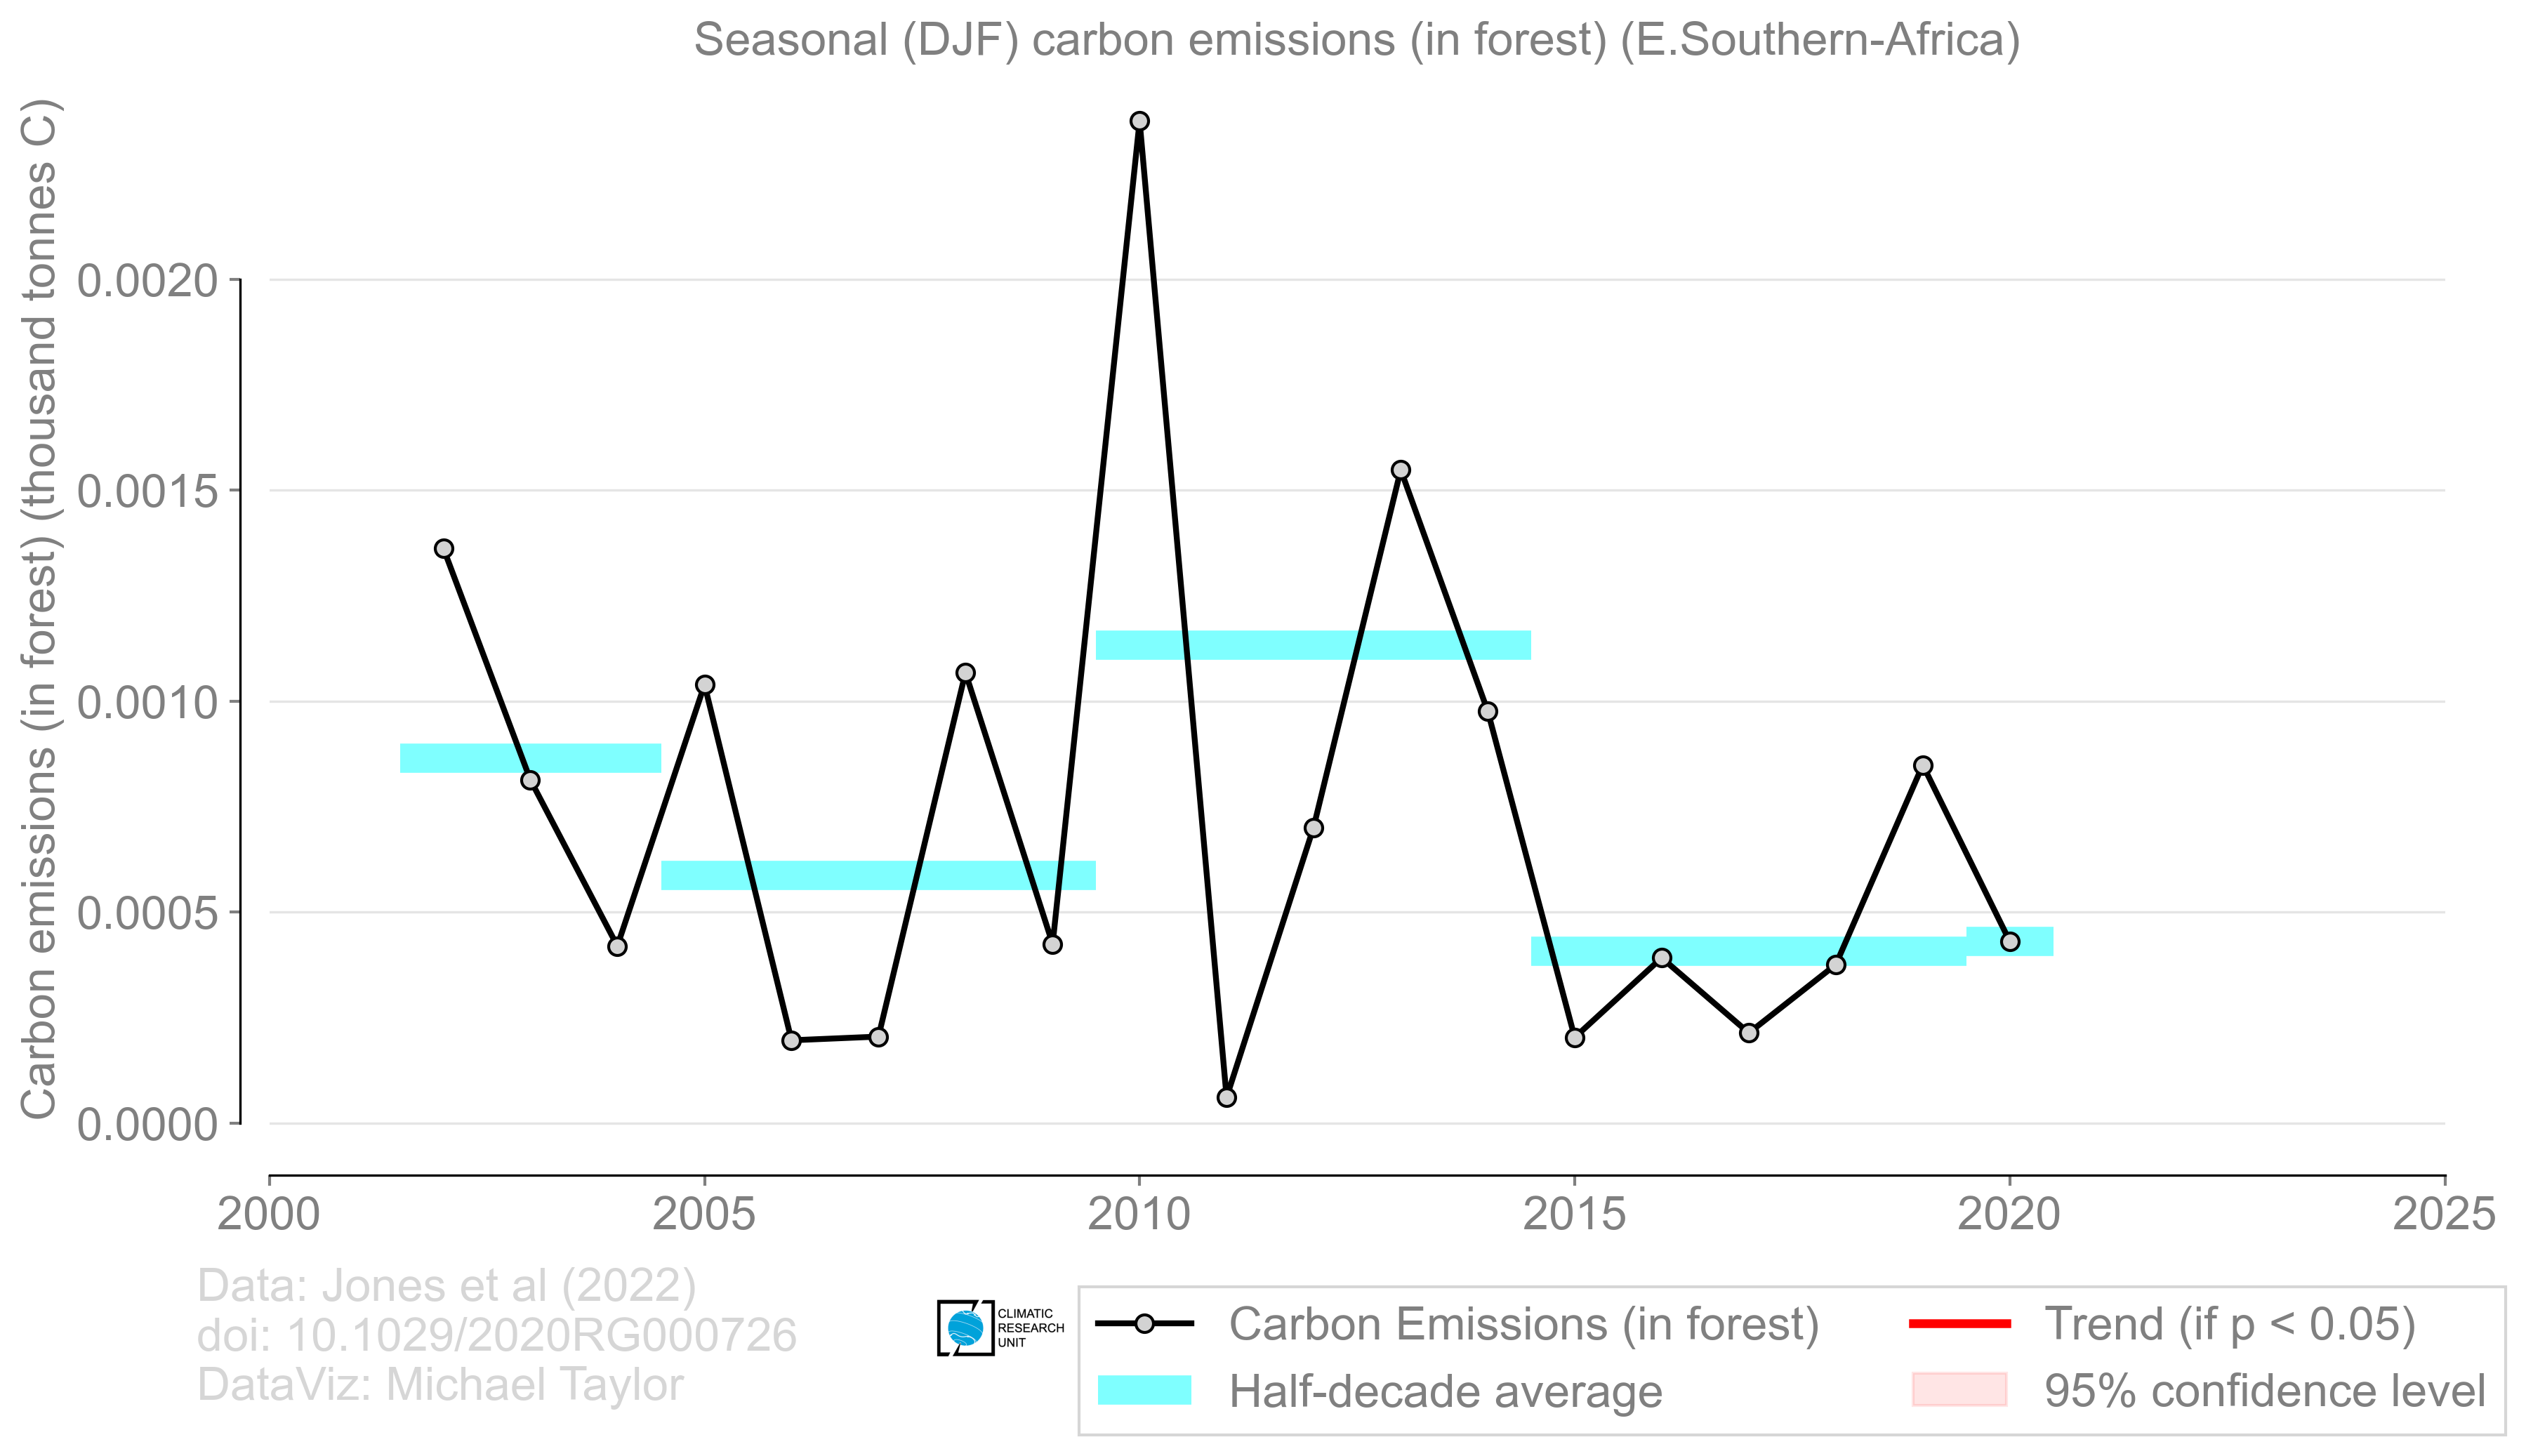 Seasonal (DJF) carbon emissions (in forest) (E.Southern-Africa)
Carbon emissions (in forest) (thousand tonnes C)
0.0020
0.0015
0.0010
0.0005
0.0000
2000 2005 2010 2015 2020 2025
Data: Jones et al (2022)
doi: 10.1029/2020RG000726
DataViz: Michael Taylor
CLIMATIC
RESEARCH
UNIT
Carbon Emissions (in forest)
Half-decade average
Trend (if p < 0.05)
95% confidence level